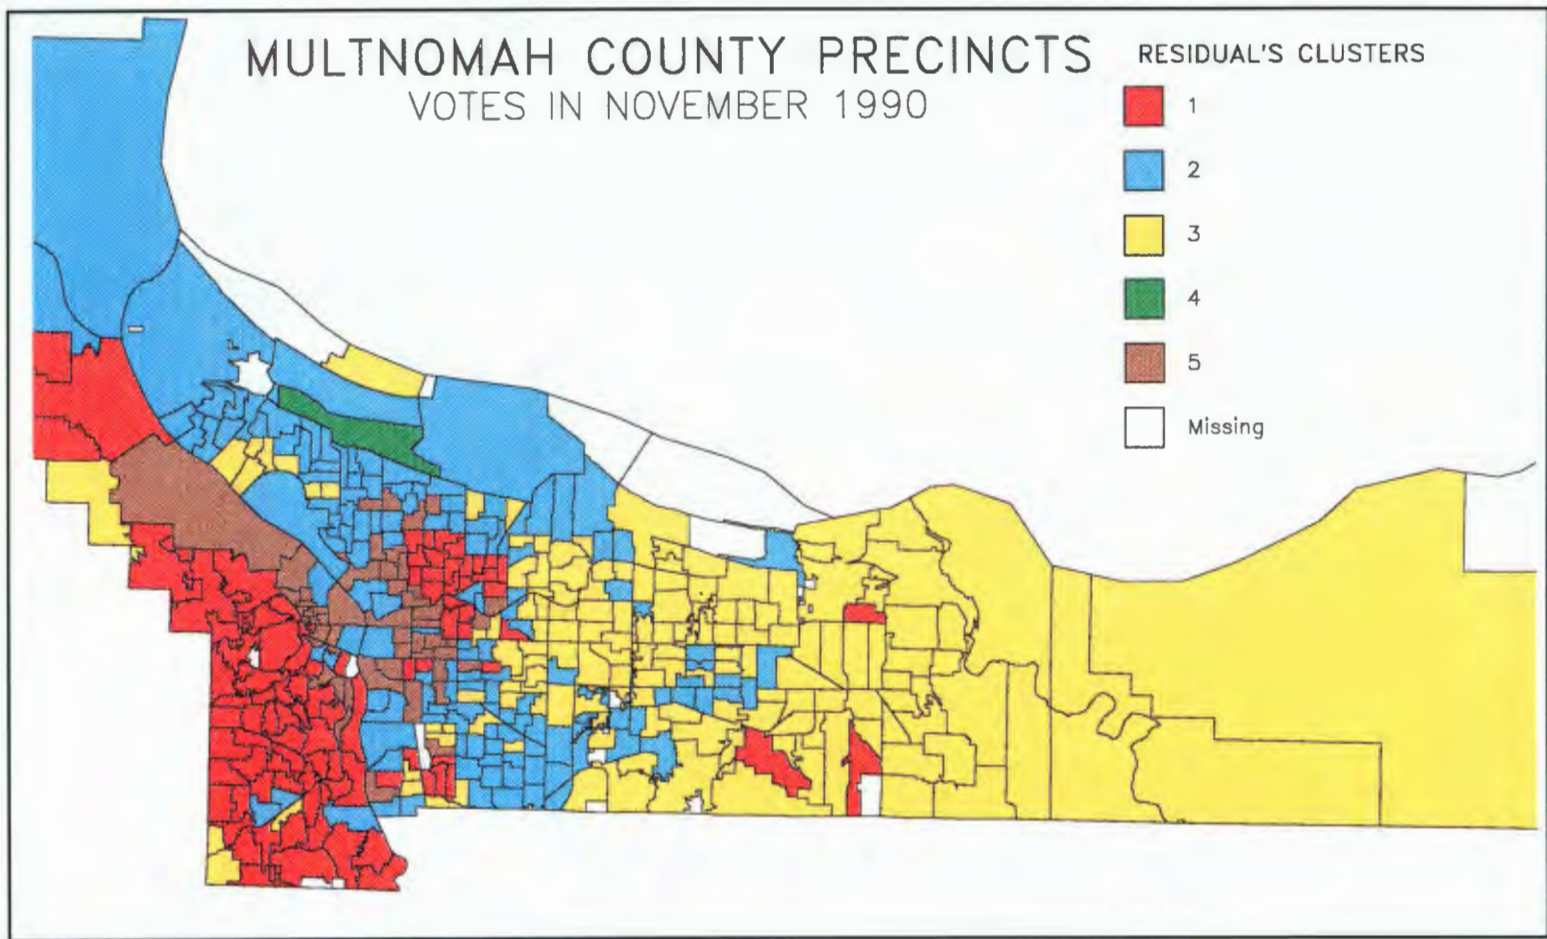 MULTNOMAH COUNTY PRECINCTS
VOTES IN NOVEMBER 1990
RESIDUAL'S CLUSTERS
1
2
3
4
5
Missing